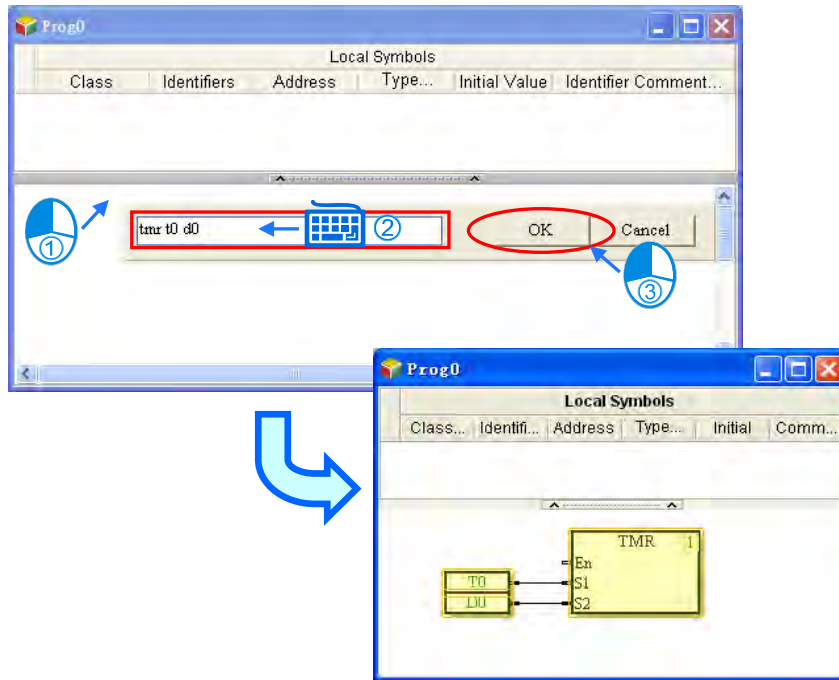 Prog0
Local Symbols
Class Identifiers Address Type... Initial Value Identifier Comment...
tmr t0 d0 ② OK Cancel
①
③
Prog0
Local Symbols
Class... Identifi... Address Type... Initial Comm...
TMR 1
En
T0 S1
D0 S2